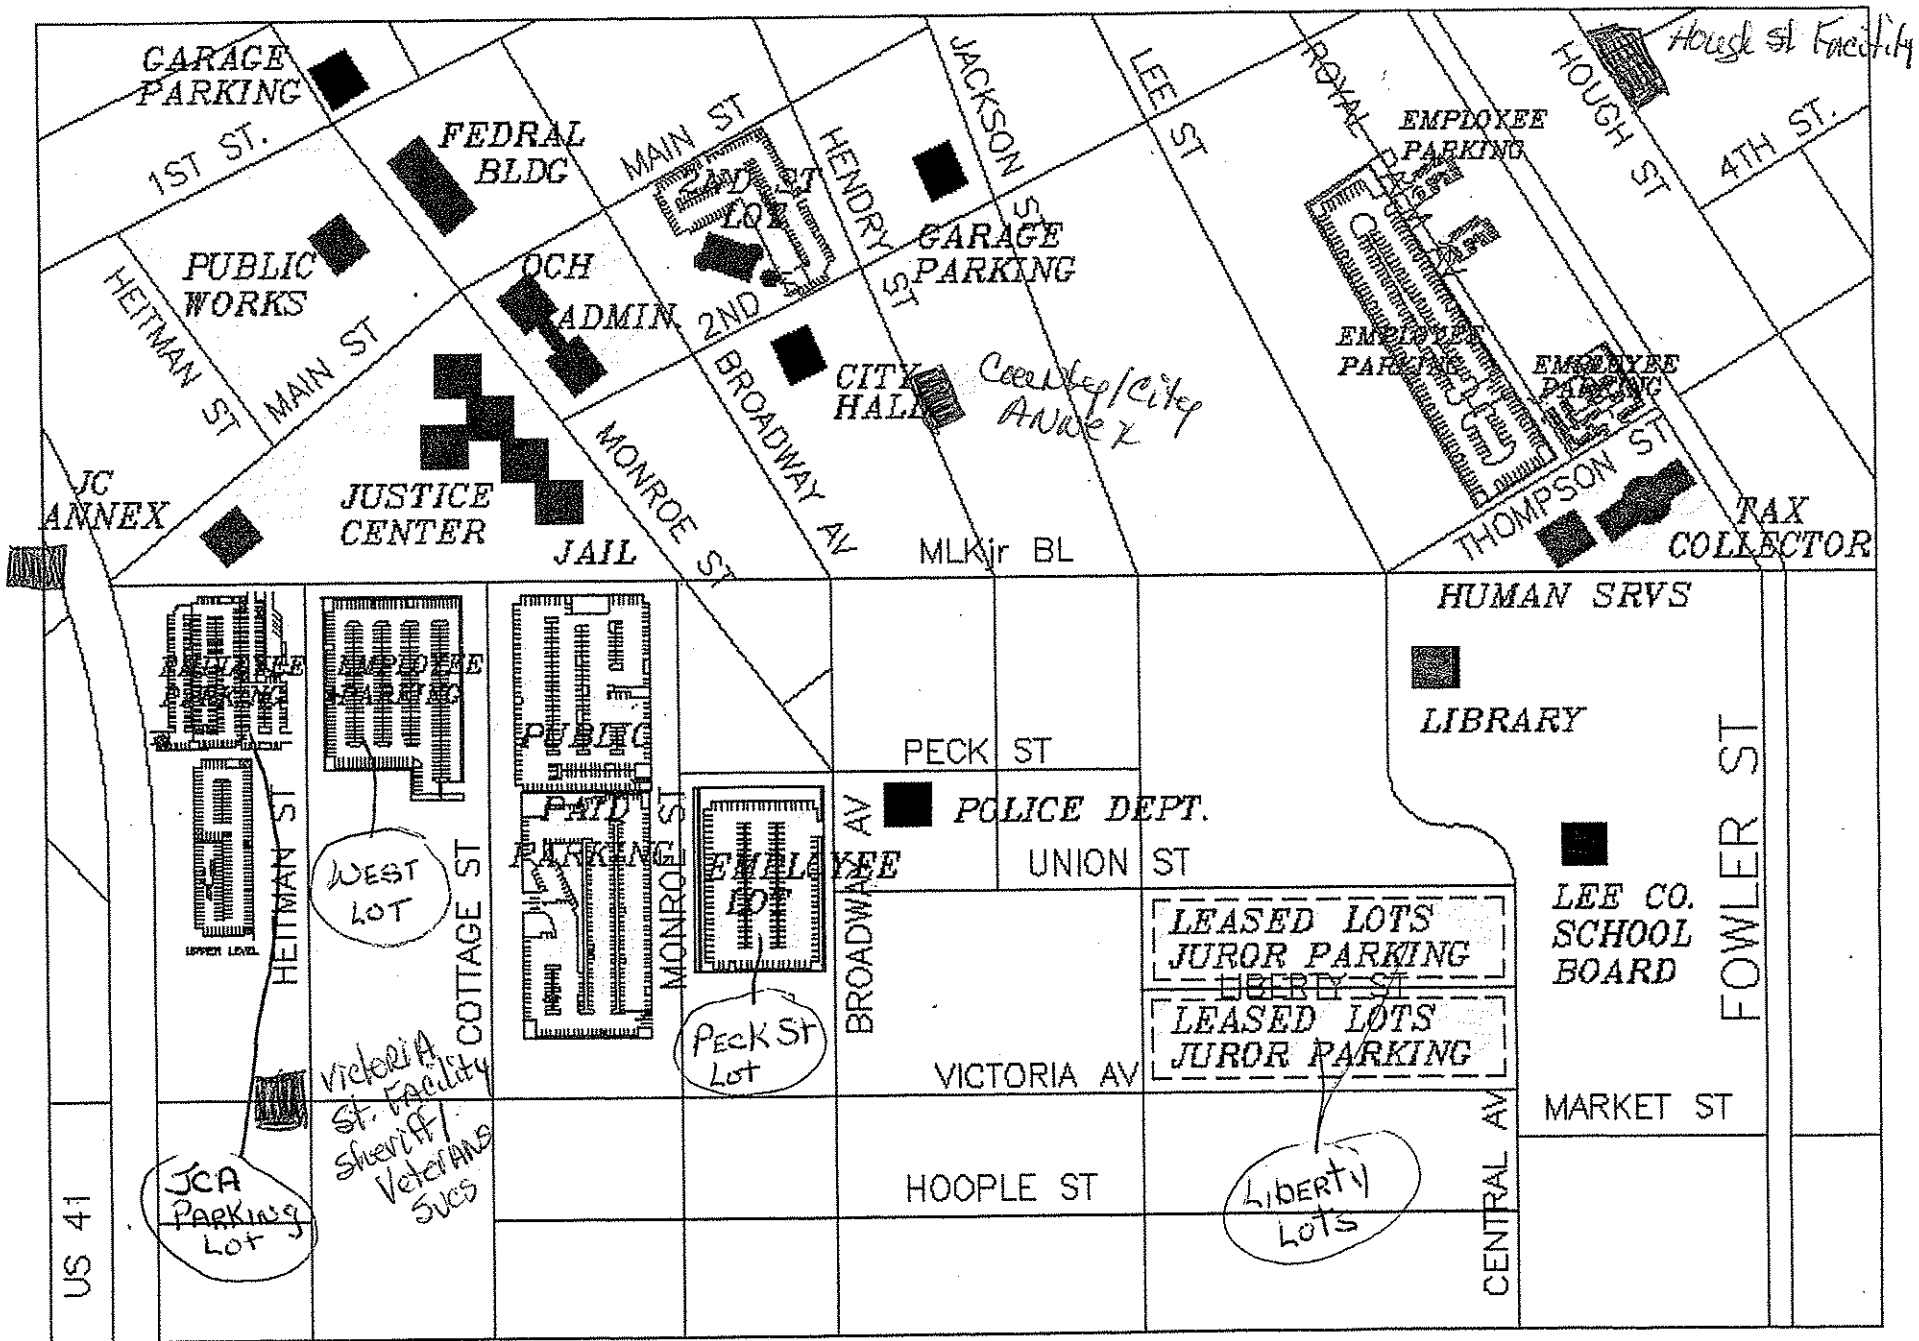 GARAGE
PARKING
1ST ST.
FEDRAL
BLDG
MAIN ST
2ND ST
LOT
HENDRY ST
JACKSON ST
GARAGE
PARKING
LEE ST
ROYAL
EMPLOYEE
PARKING
HOUGH ST
Hough St Facility
4TH ST.
PUBLIC
WORKS
HEITMAN ST
MAIN ST
OCH
ADMIN.
2ND
BROADWAY AV
CITY
HALL
County/City
Annex
EMPLOYEE
PARKING
EMPLOYEE
PARKING
THOMPSON ST
JC
ANNEX
JUSTICE
CENTER
JAIL
MONROE ST
MLKjr BL
TAX
COLLECTOR
HUMAN SRVS
EMPLOYEE
PARKING
EMPLOYEE
PARKING
PUBLIC
PAID
PARKING
LIBRARY
PECK ST
POLICE DEPT.
UNION ST
EMPLOYEE
LOT
UPPER LEVEL
HEITMAN ST
WEST
LOT
COTTAGE ST
MONROE ST
BROADWAY AV
LEASED LOTS
JUROR PARKING
LIBERTY ST
LEASED LOTS
JUROR PARKING
LEE CO.
SCHOOL
BOARD
FOWLER ST
PECK St
Lot
VICTORIA AV
Victoria
St. Facility
Sheriff/
Veterans
Svcs
MARKET ST
CENTRAL AV
HOOPLE ST
JCA
PARKING
Lot
LIBERTY
LOTS
US 41